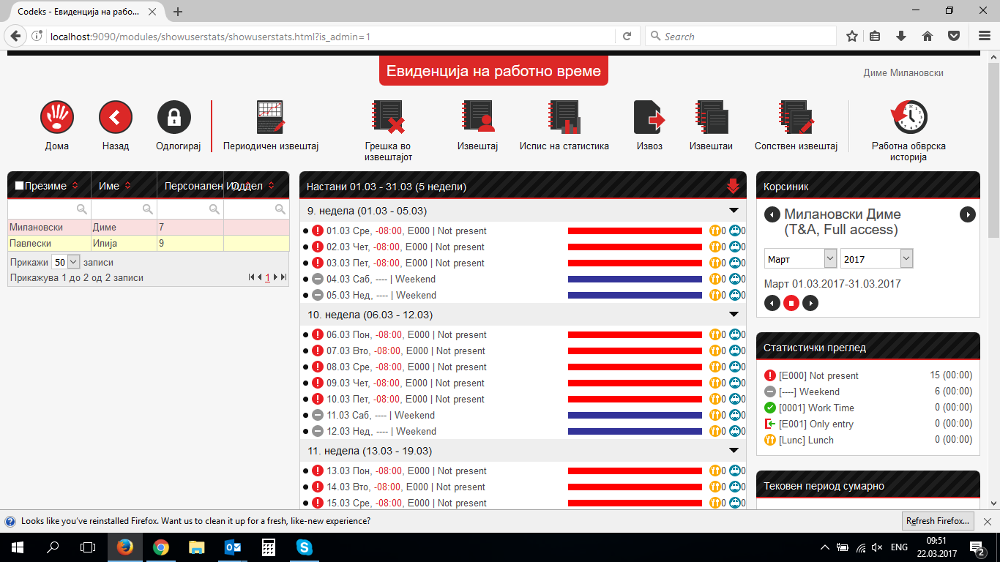 Codeks - Евиденција на рабо...
localhost:9090/modules/showuserstats/showuserstats.html?is_admin=1
Search
Евиденција на работно време
Диме Милановски
Дома
Назад
Одлогирај
Периодичен извештај
Грешка во
извештајот
Извештај
Испис на статистика
Извоз
Извештаи
Сопствен извештај
Работна обврска
историја
Презиме Име Персонален Оддел
Милановски Диме 7
Павлески Илија 9
Прикажи 50 записи
Прикажува 1 до 2 од 2 записи
1
Настани 01.03 - 31.03 (5 недели)
9. недела (01.03 - 05.03)
01.03 Сре, -08:00, E000 | Not present 0 0
02.03 Чет, -08:00, E000 | Not present 0 0
03.03 Пет, -08:00, E000 | Not present 0 0
04.03 Саб, ---- | Weekend 0 0
05.03 Нед, ---- | Weekend 0 0
10. недела (06.03 - 12.03)
06.03 Пон, -08:00, E000 | Not present 0 0
07.03 Вто, -08:00, E000 | Not present 0 0
08.03 Сре, -08:00, E000 | Not present 0 0
09.03 Чет, -08:00, E000 | Not present 0 0
10.03 Пет, -08:00, E000 | Not present 0 0
11.03 Саб, ---- | Weekend 0 0
12.03 Нед, ---- | Weekend 0 0
11. недела (13.03 - 19.03)
13.03 Пон, -08:00, E000 | Not present 0 0
14.03 Вто, -08:00, E000 | Not present 0 0
15.03 Сре, -08:00, E000 | Not present 0 0
Корсиник
Милановски Диме
(T&A, Full access)
Март 2017
Март 01.03.2017-31.03.2017
Статистички преглед
[E000] Not present 15 (00:00)
[----] Weekend 6 (00:00)
[0001] Work Time 0 (00:00)
[E001] Only entry 0 (00:00)
[Lunc] Lunch 0 (00:00)
Тековен период сумарно
Looks like you've reinstalled Firefox. Want us to clean it up for a fresh, like-new experience?
Refresh Firefox...
ENG
09:51
22.03.2017
2